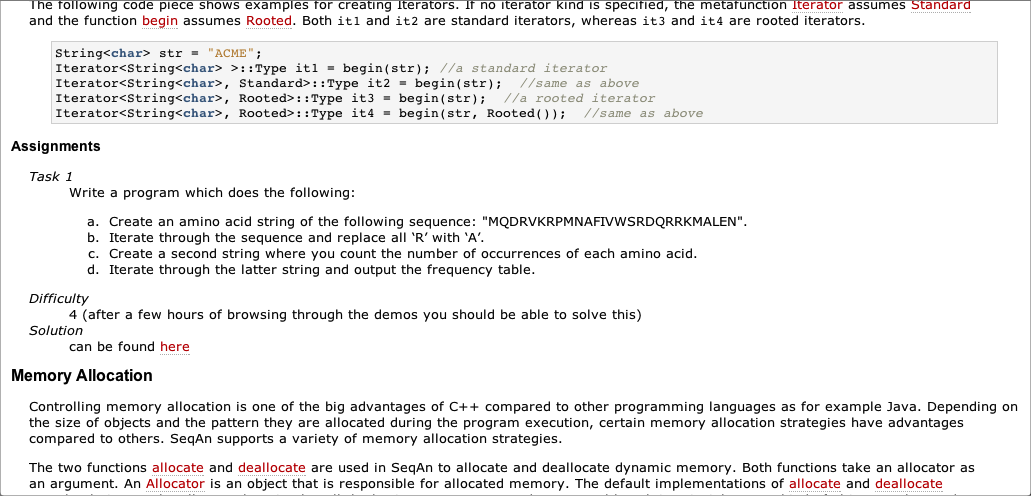 The following code piece shows examples for creating Iterators. If no iterator kind is specified, the metafunction Iterator assumes Standard
and the function begin assumes Rooted. Both it1 and it2 are standard iterators, whereas it3 and it4 are rooted iterators.
String<char> str = "ACME";
Iterator<String<char> >::Type it1 = begin(str); //a standard iterator
Iterator<String<char>, Standard>::Type it2 = begin(str);  //same as above
Iterator<String<char>, Rooted>::Type it3 = begin(str);  //a rooted iterator
Iterator<String<char>, Rooted>::Type it4 = begin(str, Rooted());  //same as above
Assignments
Task 1
Write a program which does the following:
a. Create an amino acid string of the following sequence: "MQDRVKRPMNAFIVWSRDQRRKMALEN".
b. Iterate through the sequence and replace all ‘R’ with ‘A’.
c. Create a second string where you count the number of occurrences of each amino acid.
d. Iterate through the latter string and output the frequency table.
Difficulty
4 (after a few hours of browsing through the demos you should be able to solve this)
Solution
can be found here
Memory Allocation
Controlling memory allocation is one of the big advantages of C++ compared to other programming languages as for example Java. Depending on
the size of objects and the pattern they are allocated during the program execution, certain memory allocation strategies have advantages
compared to others. SeqAn supports a variety of memory allocation strategies.
The two functions allocate and deallocate are used in SeqAn to allocate and deallocate dynamic memory. Both functions take an allocator as
an argument. An Allocator is an object that is responsible for allocated memory. The default implementations of allocate and deallocate